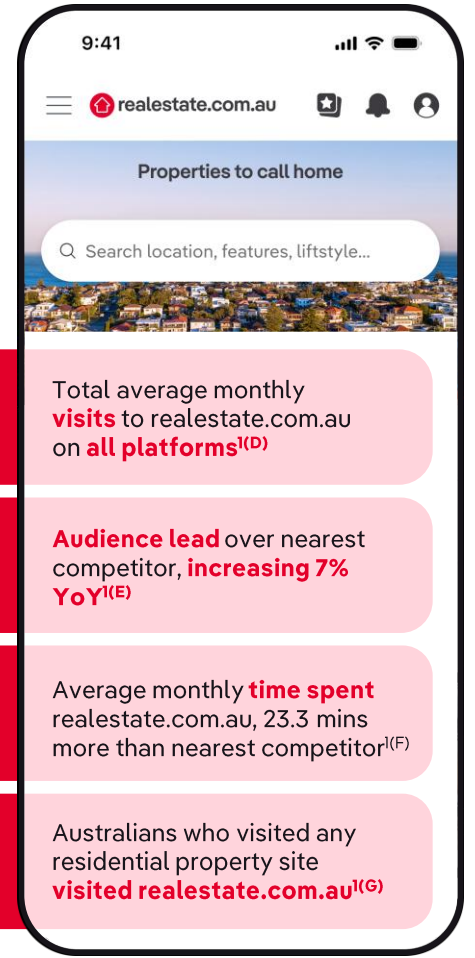 9:41
realestate.com.au
Properties to call home
Search location, features, liftstyle...
Total average monthly
visits to realestate.com.au
on all platforms¹⁽ᴰ⁾
Audience lead over nearest
competitor, increasing 7%
YoY¹⁽ᴱ⁾
Average monthly time spent
realestate.com.au, 23.3 mins
more than nearest competitor¹⁽ᶠ⁾
Australians who visited any
residential property site
visited realestate.com.au¹⁽ᴳ⁾